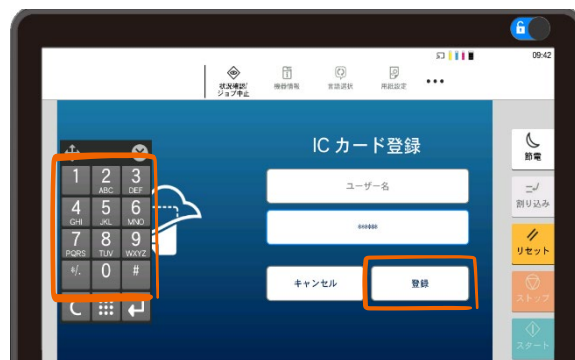 09:42
状況確認/
ジョブ中止
機器情報
言語選択
用紙設定
•••
IC カード登録
ユーザー名
******
キャンセル
登録
1
2 ABC
3 DEF
4 GHI
5 JKL
6 MNO
7 PQRS
8 TUV
9 WXYZ
*/.
0
#
C
節電
割り込み
リセット
ストップ
スタート